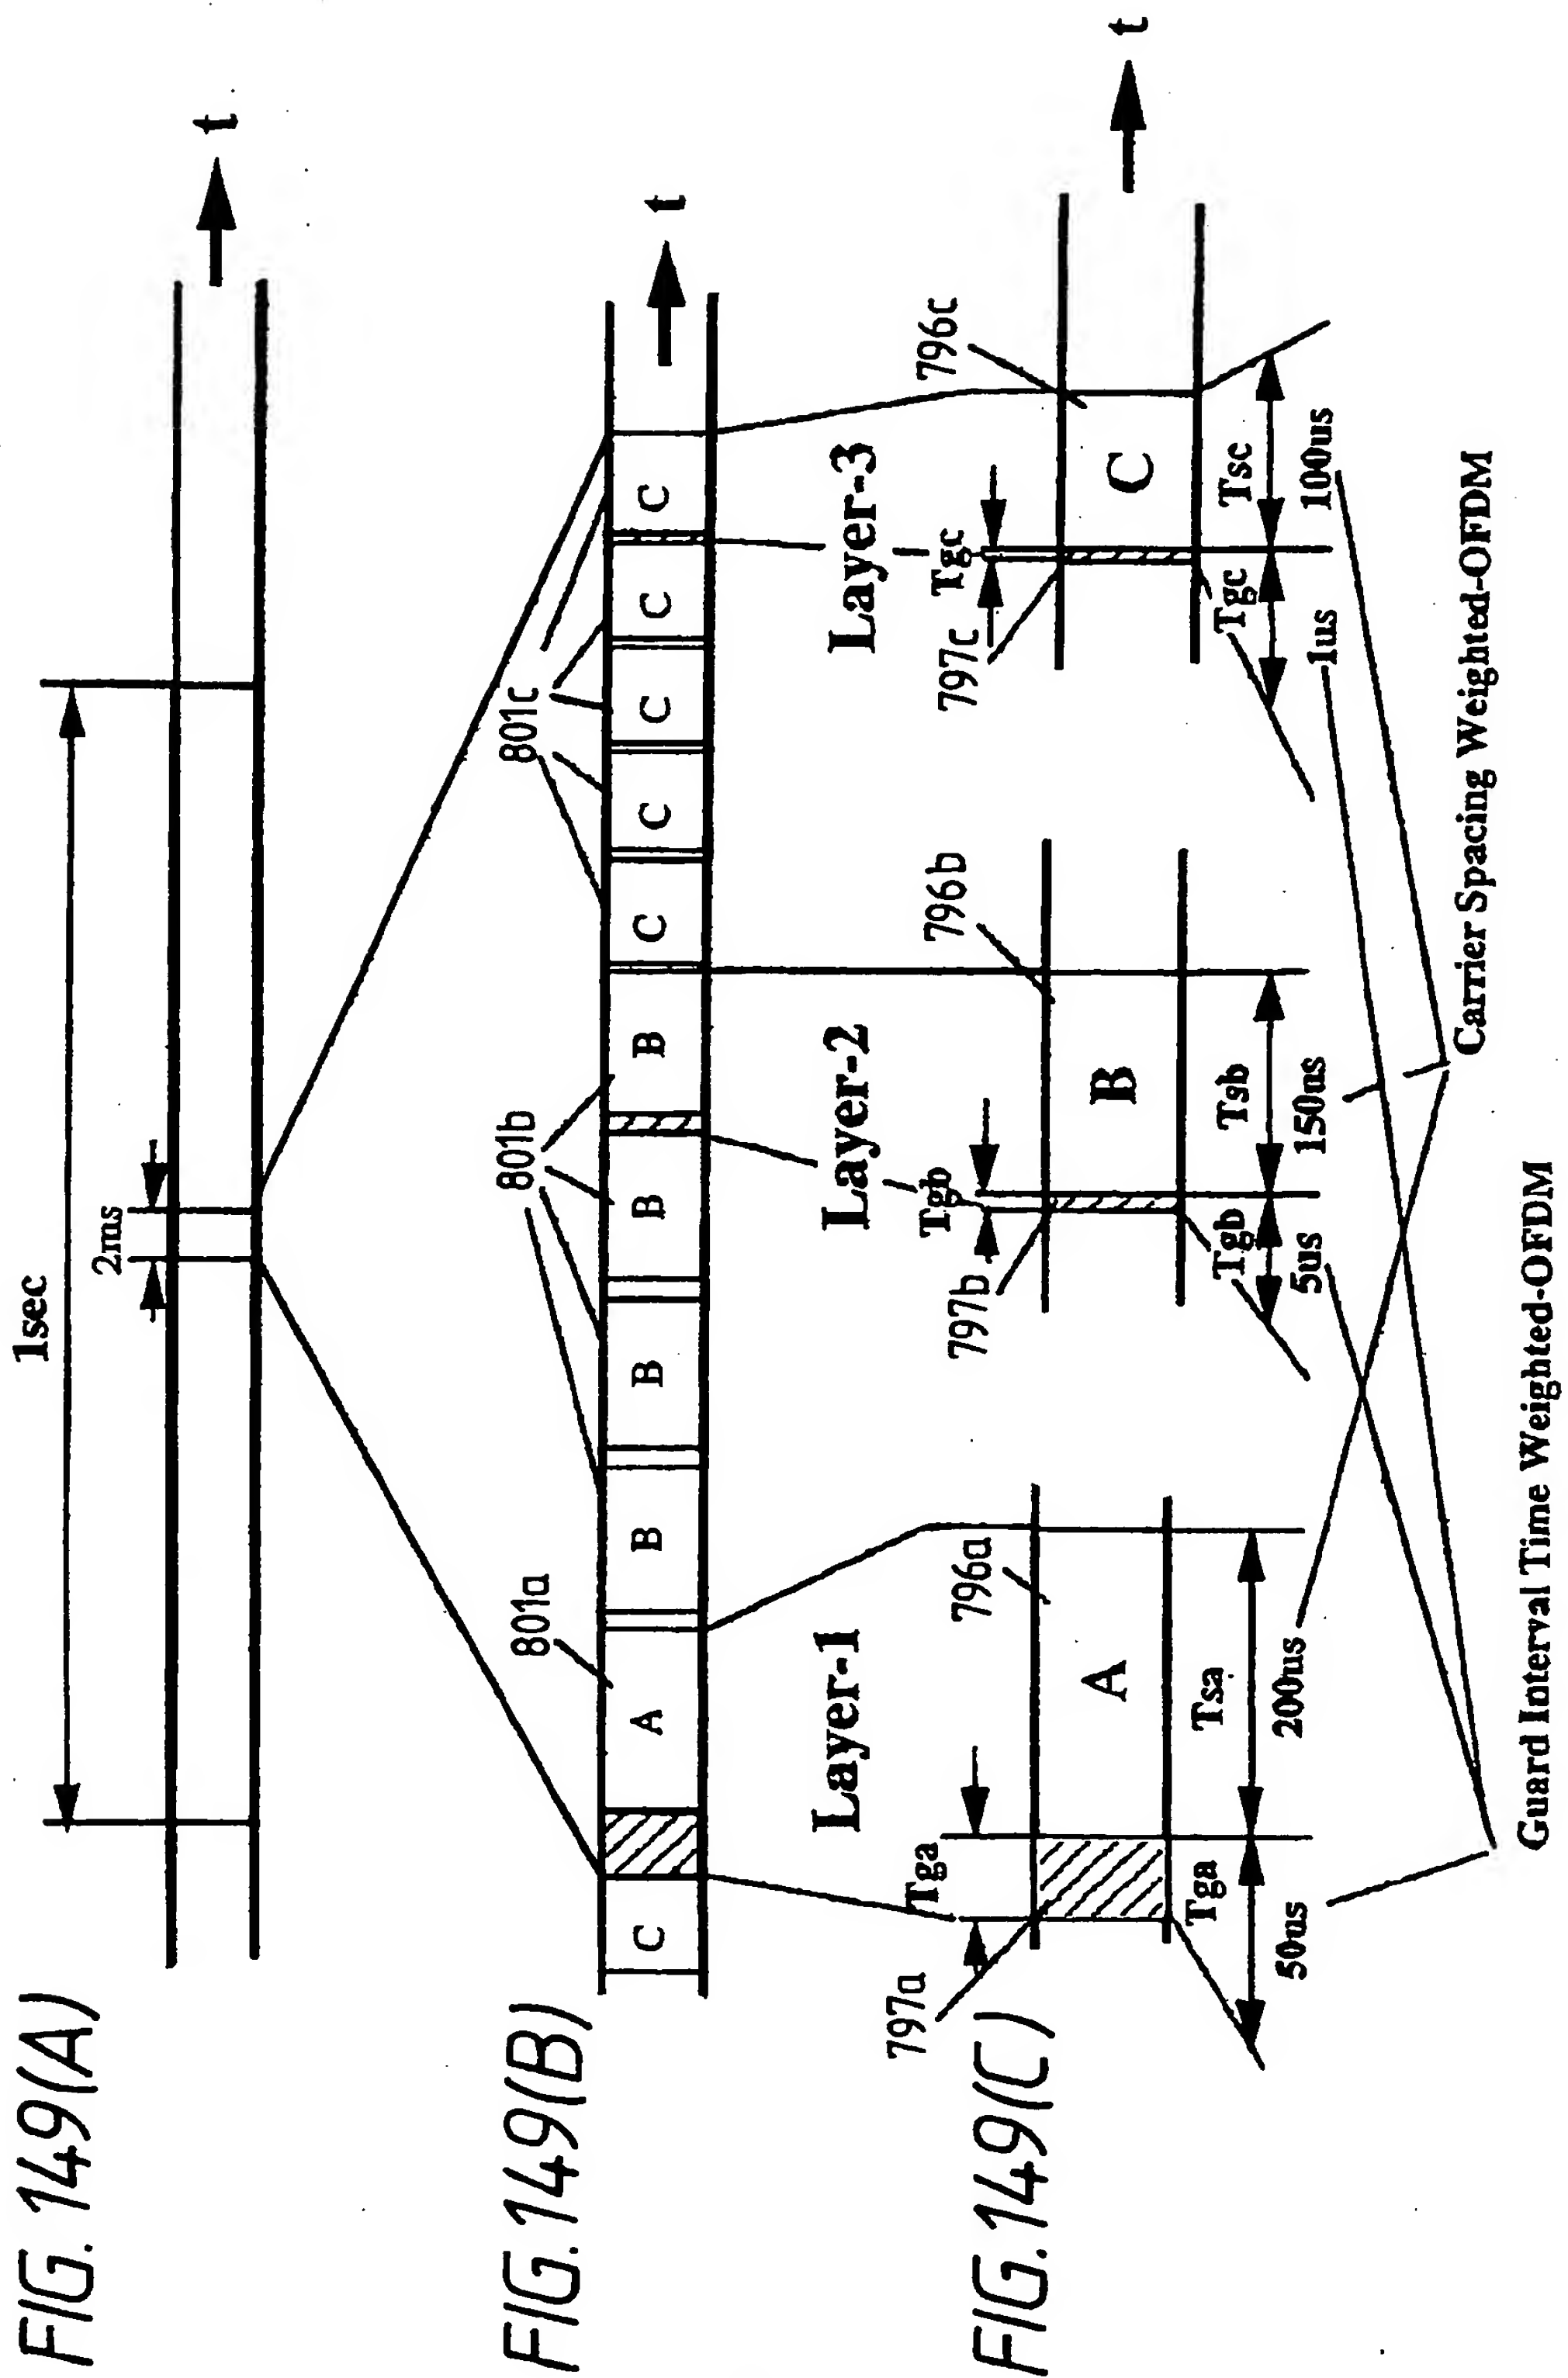 FIG. 149(A)
1sec
2ms
t
FIG. 149(B)
801a
801b
801c
C
A
B
B
B
B
C
C
C
C
C
t
Layer-1
Layer-2
Layer-3
FIG. 149(C)
797a
Tga
796a
797b
Tgb
796b
797c
Tgc
796c
A
B
C
t
Tga
Tsa
Tgb
Tsb
Tgc
Tsc
50us
200us
5us
150us
1us
100us
Carrier Spacing Weighted-OFDM
Guard Interval Time Weighted-OFDM